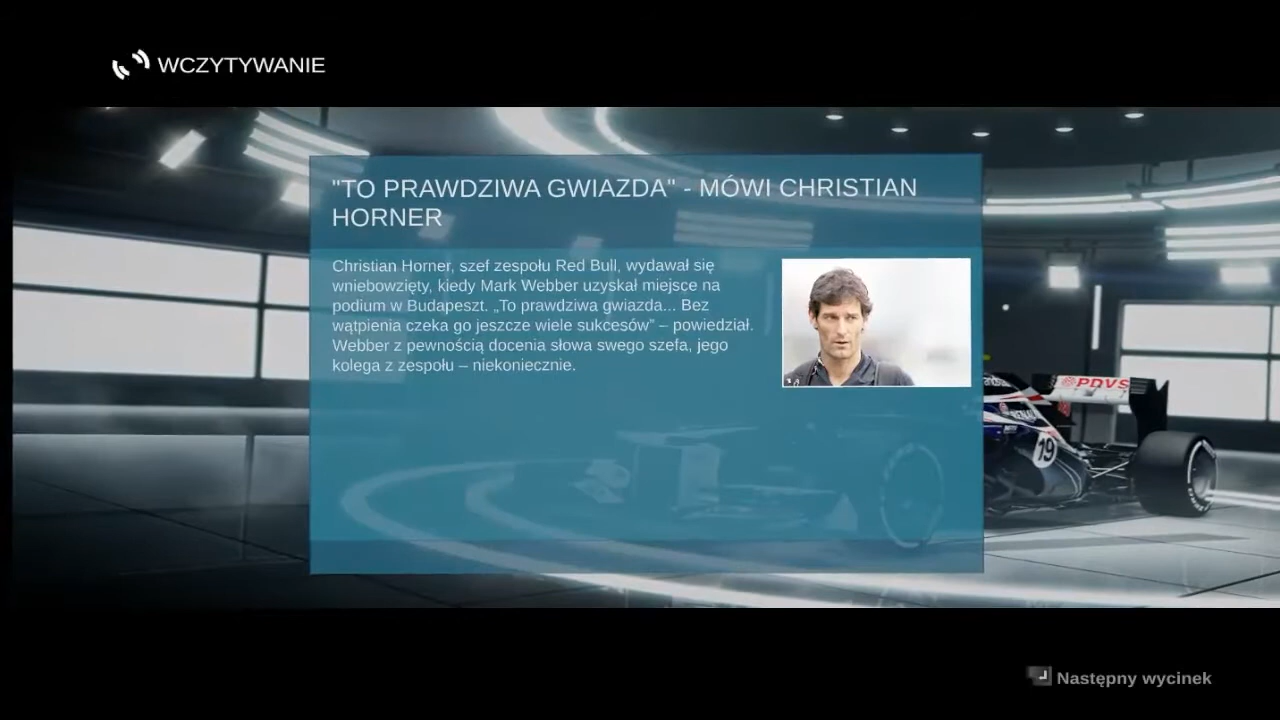 WCZYTYWANIE
"TO PRAWDZIWA GWIAZDA" - MÓWI CHRISTIAN
HORNER
Christian Horner, szef zespołu Red Bull, wydawał się
wniebowzięty, kiedy Mark Webber uzyskał miejsce na
podium w Budapeszt. „To prawdziwa gwiazda... Bez
wątpienia czeka go jeszcze wiele sukcesów” – powiedział.
Webber z pewnością docenia słowa swego szefa, jego
kolega z zespołu – niekoniecznie.
PDVSA
19
Następny wycinek